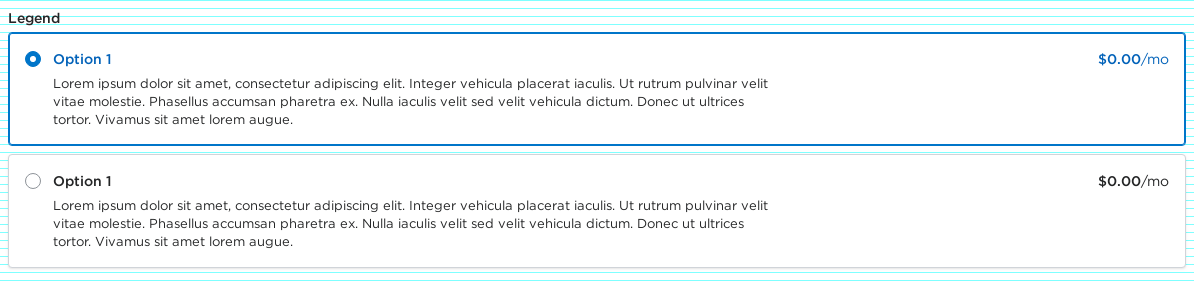 Legend
Option 1 $0.00/mo
Lorem ipsum dolor sit amet, consectetur adipiscing elit. Integer vehicula placerat iaculis. Ut rutrum pulvinar velit
vitae molestie. Phasellus accumsan pharetra ex. Nulla iaculis velit sed velit vehicula dictum. Donec ut ultrices
tortor. Vivamus sit amet lorem augue.
Option 1 $0.00/mo
Lorem ipsum dolor sit amet, consectetur adipiscing elit. Integer vehicula placerat iaculis. Ut rutrum pulvinar velit
vitae molestie. Phasellus accumsan pharetra ex. Nulla iaculis velit sed velit vehicula dictum. Donec ut ultrices
tortor. Vivamus sit amet lorem augue.